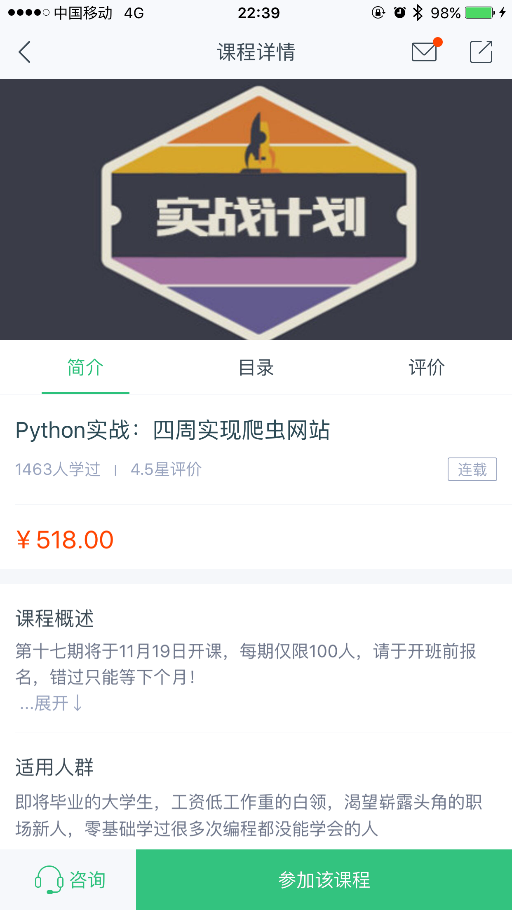 中国移动 4G 22:39 98%
课程详情
实战计划
简介 目录 评价
Python实战：四周实现爬虫网站
1463人学过 | 4.5星评价 连载
￥518.00
课程概述
第十七期将于11月19日开课，每期仅限100人，请于开班前报
名，错过只能等下个月！
...展开↓
适用人群
即将毕业的大学生，工资低工作重的白领，渴望崭露头角的职
场新人，零基础学过很多次编程都没能学会的人
咨询 参加该课程